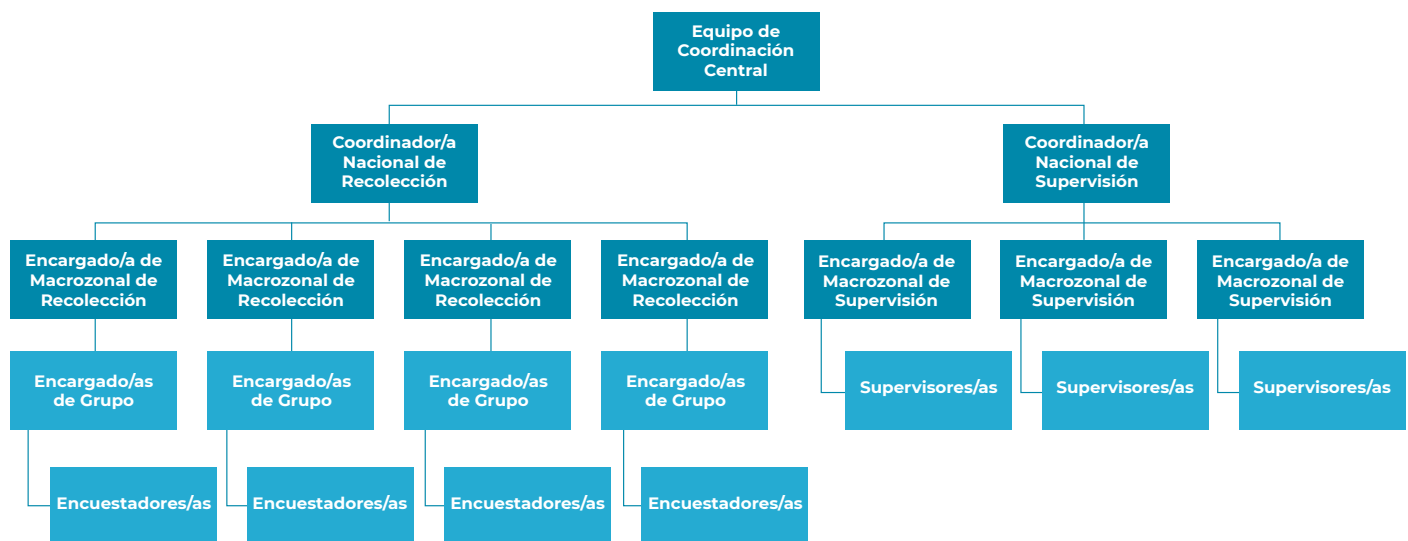 Equipo de
Coordinación
Central
Coordinador/a
Nacional de
Recolección
Coordinador/a
Nacional de
Supervisión
Encargado/a de
Macrozonal de
Recolección
Encargado/a de
Macrozonal de
Recolección
Encargado/a de
Macrozonal de
Recolección
Encargado/a de
Macrozonal de
Recolección
Encargado/a de
Macrozonal de
Supervisión
Encargado/a de
Macrozonal de
Supervisión
Encargado/a de
Macrozonal de
Supervisión
Encargado/as
de Grupo
Encargado/as
de Grupo
Encargado/as
de Grupo
Encargado/as
de Grupo
Supervisores/as
Supervisores/as
Supervisores/as
Encuestadores/as
Encuestadores/as
Encuestadores/as
Encuestadores/as